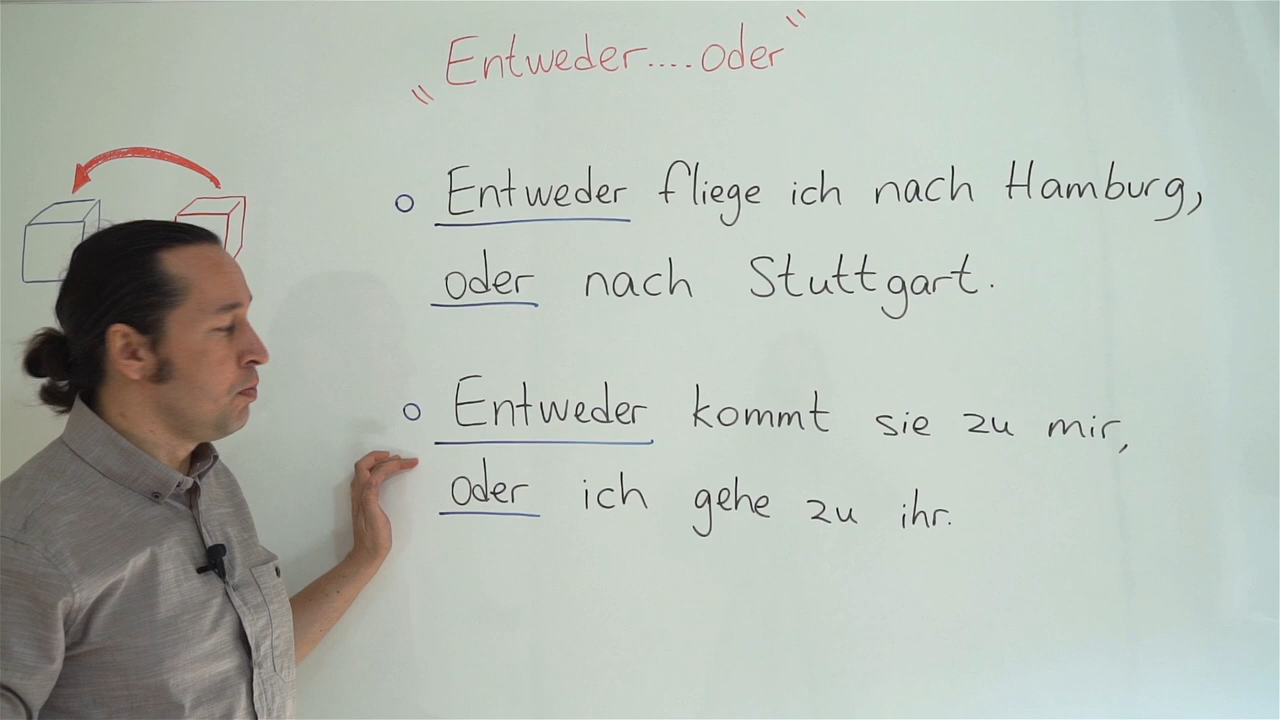 "Entweder....oder"
○ Entweder fliege ich nach Hamburg,
oder nach Stuttgart.
○ Entweder kommt sie zu mir,
oder ich gehe zu ihr.